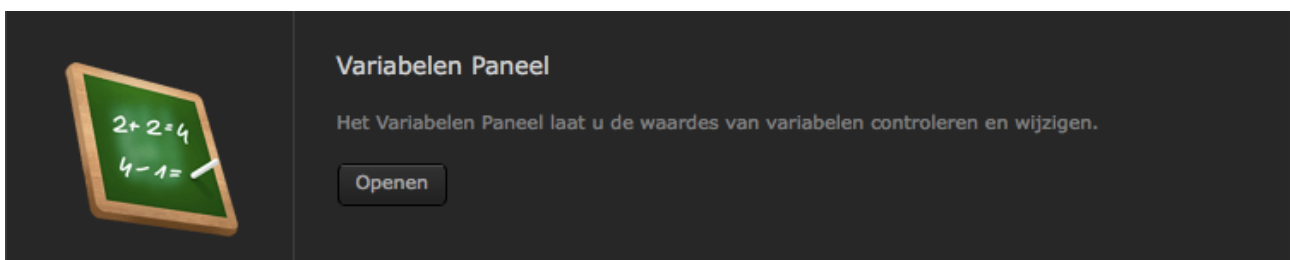 2+2=4
4-1=
Variabelen Paneel
Het Variabelen Paneel laat u de waardes van variabelen controleren en wijzigen.
Openen